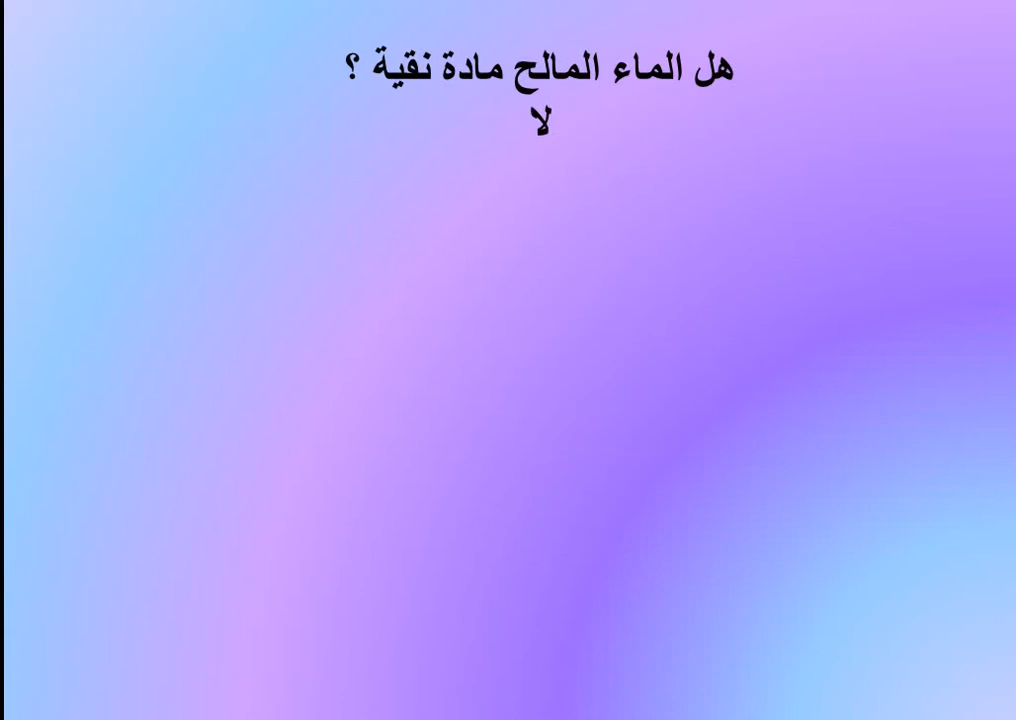 هل الماء المالح مادة نقية ؟
لا